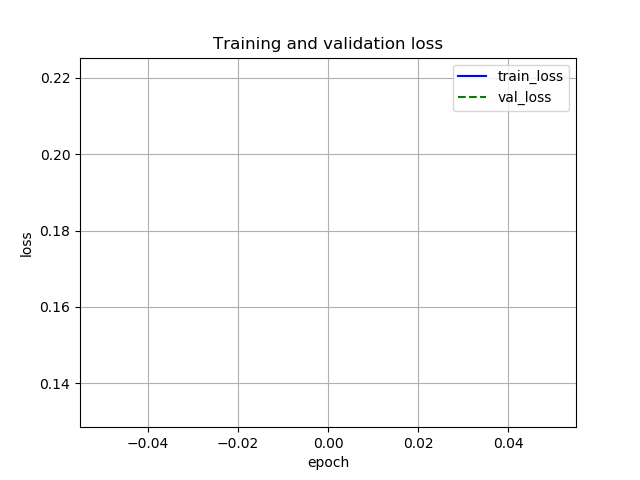 Training and validation loss
train_loss
val_loss
0.22
0.20
0.18
0.16
0.14
loss
−0.04 −0.02 0.00 0.02 0.04
epoch